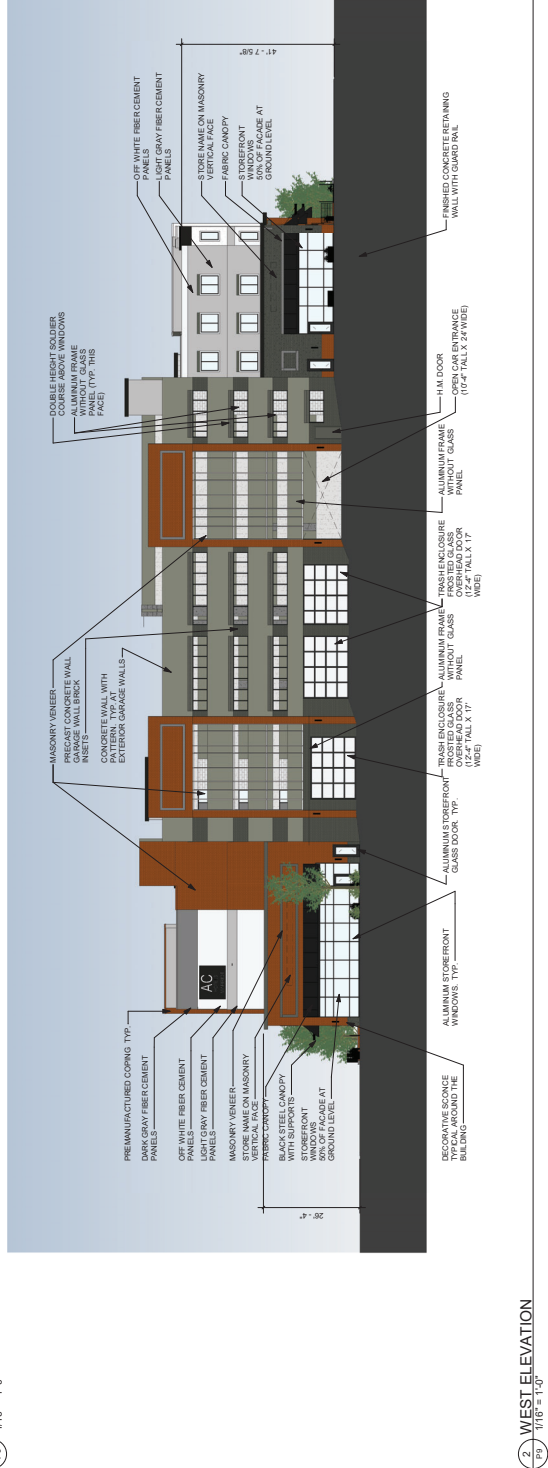 PREMANUFACTURED COPING TYP.
DARK GRAY FIBER CEMENT
PANELS
OFF WHITE FIBER CEMENT
PANELS
LIGHT GRAY FIBER CEMENT
PANELS
MASONRY VENEER
STORE NAME ON MASONRY
VERTICAL FACE
FABRIC CANOPY
BLACK STEEL CANOPY
WITH SUPPORTS
STOREFRONT
WINDOWS
50% OF FACADE AT
GROUND LEVEL
26' - 4"
AC
MASONRY VENEER
PRECAST CONCRETE WALL
GARAGE WALL BRICK
INSETS
CONCRETE WALL WITH
PATTERN. TYP. AT
EXTERIOR GARAGE WALLS
DOUBLE HEIGHT SOLDIER
COURSE ABOVE WINDOWS
ALUMINUM FRAME
WITHOUT GLASS
PANEL (TYP. THIS
FACE)
OFF WHITE FIBER CEMENT
PANELS
LIGHT GRAY FIBER CEMENT
PANELS
STORE NAME ON MASONRY
VERTICAL FACE
FABRIC CANOPY
STOREFRONT
WINDOWS
50% OF FACADE AT
GROUND LEVEL
41' - 7 5/8"
DECORATIVE SCONCE
TYPICAL AROUND THE
BUILDING
ALUMINUM STOREFRONT
WINDOWS. TYP.
ALUMINUM STOREFRONT
GLASS DOOR. TYP.
TRASH ENCLOSURE
FROSTED GLASS
OVERHEAD DOOR
(12'-4" TALL X 17'
WIDE)
ALUMINUM FRAME
WITHOUT GLASS
PANEL
TRASH ENCLOSURE
FROSTED GLASS
OVERHEAD DOOR
(12'-4" TALL X 17'
WIDE)
ALUMINUM FRAME
WITHOUT GLASS
PANEL
OPEN CAR ENTRANCE
(10'-4" TALL X 24' WIDE)
H.M. DOOR
FINISHED CONCRETE RETAINING
WALL WITH GUARD RAIL
2
P9
WEST ELEVATION
1/16" = 1'-0"